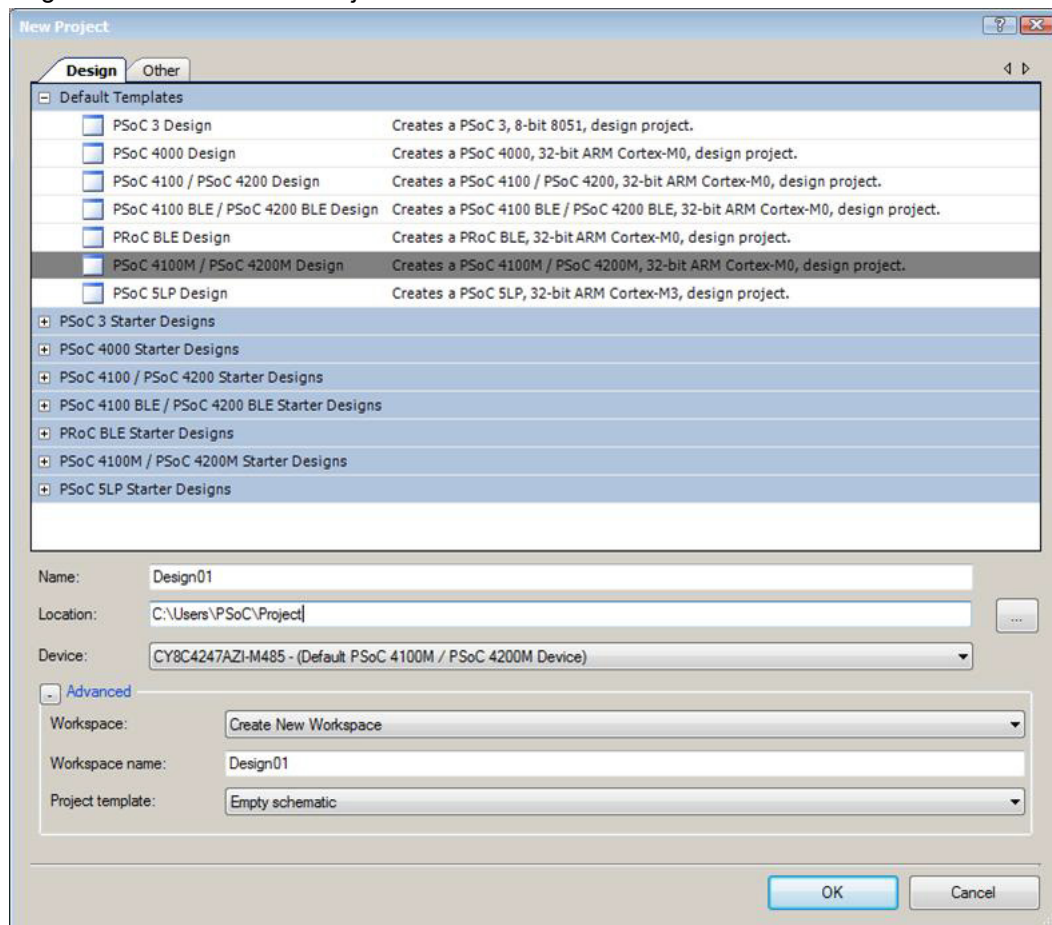 New Project
Design Other
Default Templates
PSoC 3 Design Creates a PSoC 3, 8-bit 8051, design project.
PSoC 4000 Design Creates a PSoC 4000, 32-bit ARM Cortex-M0, design project.
PSoC 4100 / PSoC 4200 Design Creates a PSoC 4100 / PSoC 4200, 32-bit ARM Cortex-M0, design project.
PSoC 4100 BLE / PSoC 4200 BLE Design Creates a PSoC 4100 BLE / PSoC 4200 BLE, 32-bit ARM Cortex-M0, design project.
PRoC BLE Design Creates a PRoC BLE, 32-bit ARM Cortex-M0, design project.
PSoC 4100M / PSoC 4200M Design Creates a PSoC 4100M / PSoC 4200M, 32-bit ARM Cortex-M0, design project.
PSoC 5LP Design Creates a PSoC 5LP, 32-bit ARM Cortex-M3, design project.
PSoC 3 Starter Designs
PSoC 4000 Starter Designs
PSoC 4100 / PSoC 4200 Starter Designs
PSoC 4100 BLE / PSoC 4200 BLE Starter Designs
PRoC BLE Starter Designs
PSoC 4100M / PSoC 4200M Starter Designs
PSoC 5LP Starter Designs
Name: Design01
Location: C:\Users\PSoC\Project
...
Device: CY8C4247AZI-M485 - (Default PSoC 4100M / PSoC 4200M Device)
Advanced
Workspace: Create New Workspace
Workspace name: Design01
Project template: Empty schematic
OK Cancel